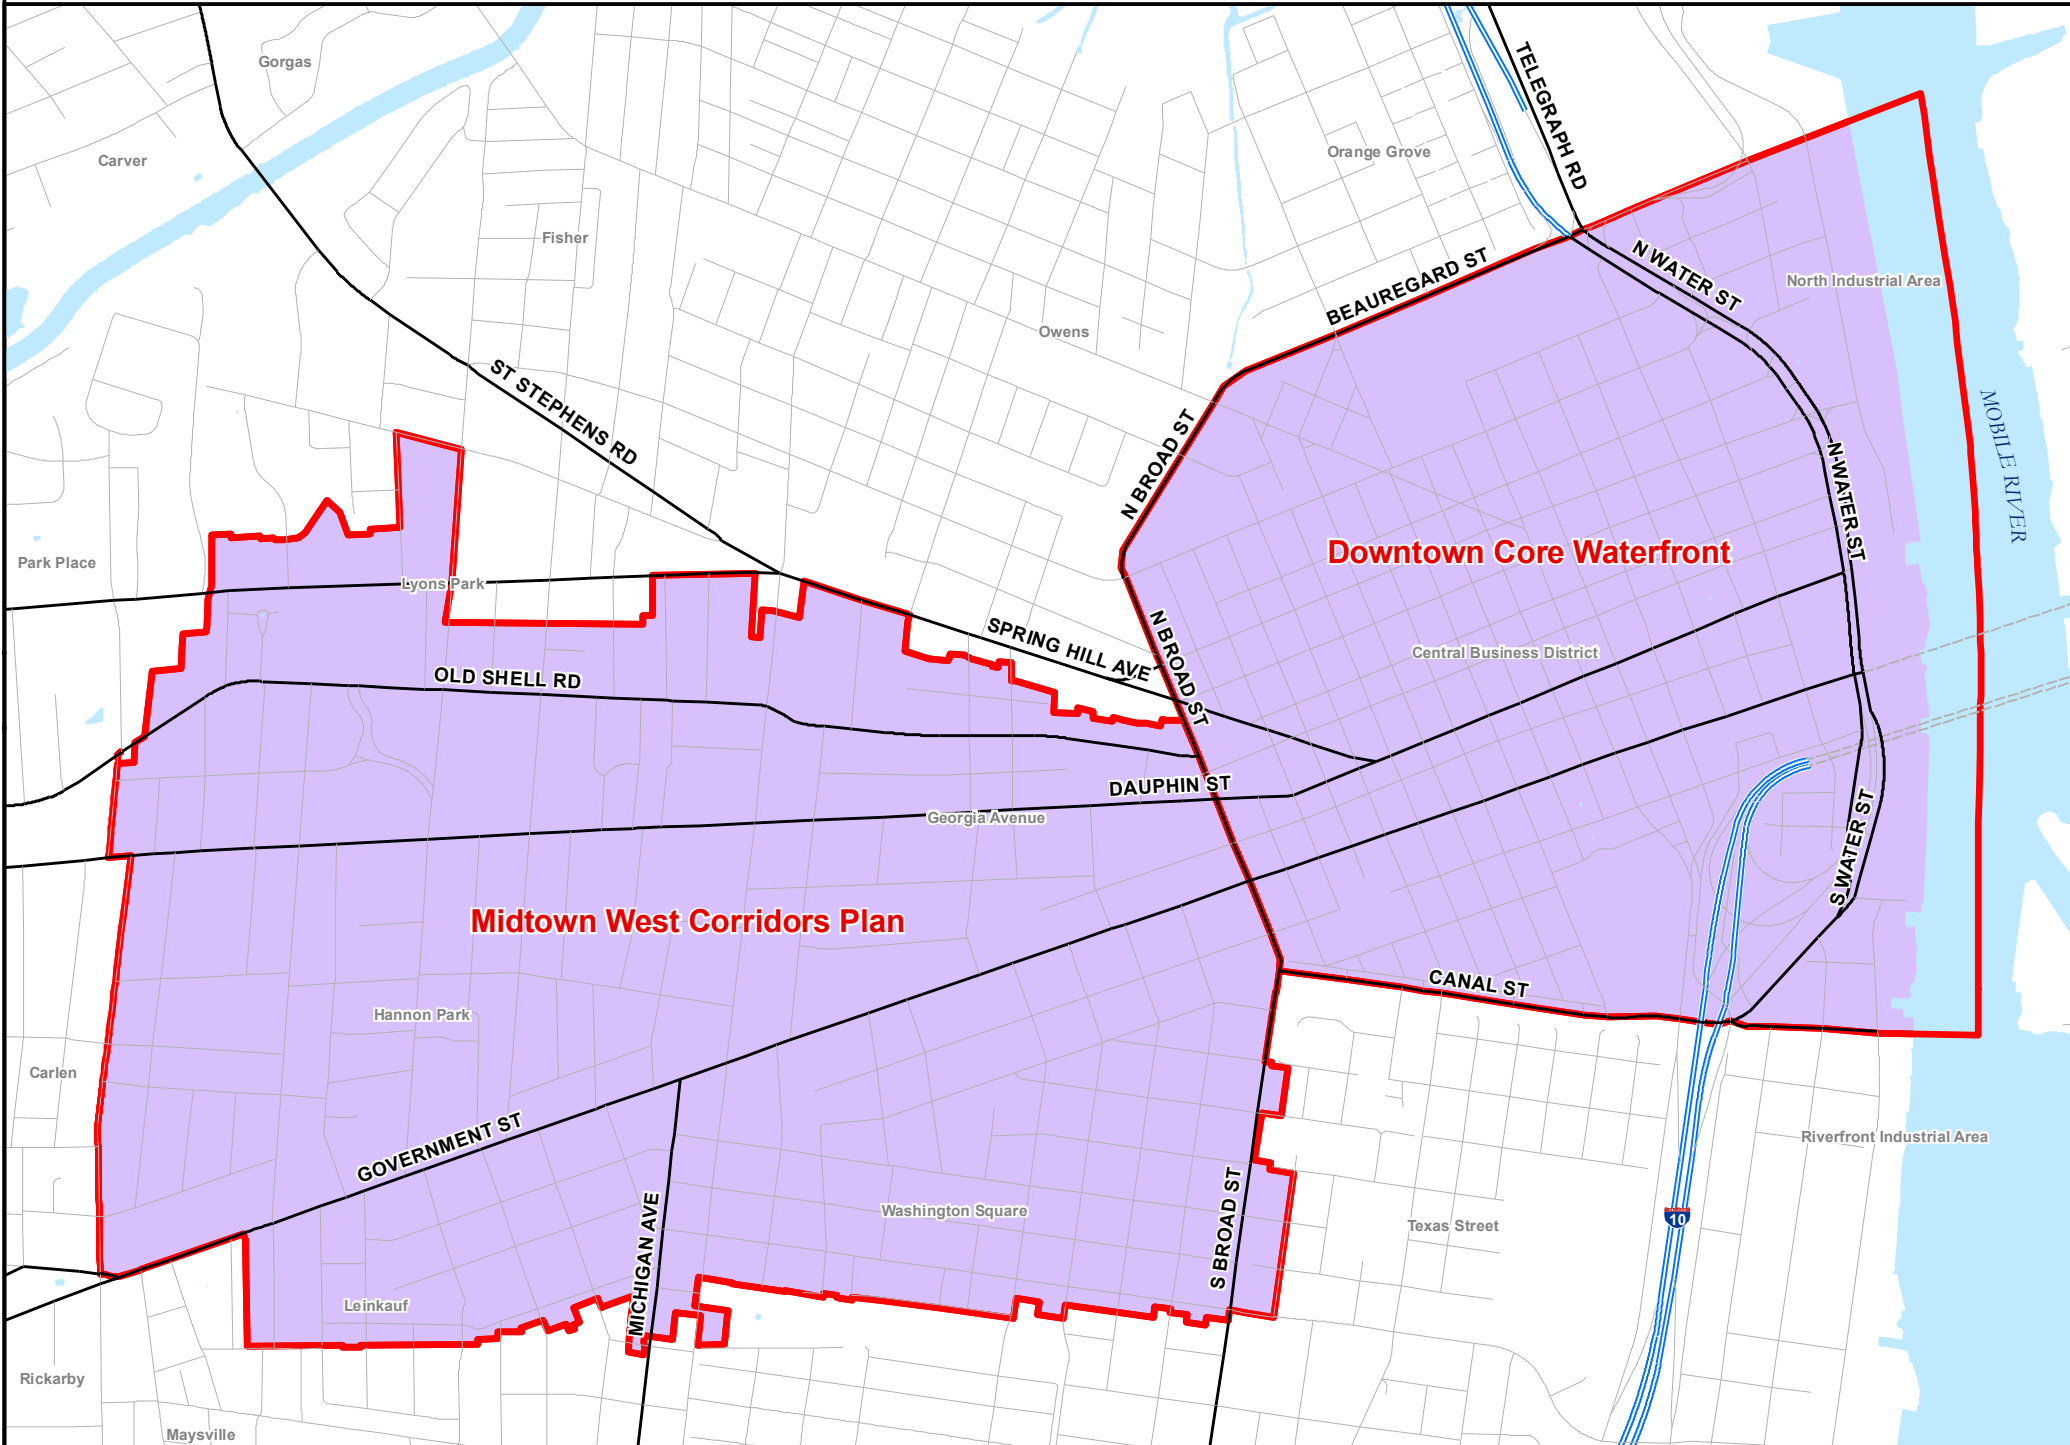 Gorgas
TELEGRAPH RD
Carver
Orange Grove
Fisher
N WATER ST
BEAUREGARD ST
North Industrial Area
Owens
ST STEPHENS RD
N BROAD ST
MOBILE RIVER
N WATER ST
Downtown Core Waterfront
Park Place
Lyons Park
SPRING HILL AVE
N BROAD ST
Central Business District
OLD SHELL RD
DAUPHIN ST
Georgia Avenue
S WATER ST
Midtown West Corridors Plan
CANAL ST
Hannon Park
Carlen
GOVERNMENT ST
Riverfront Industrial Area
Washington Square
S BROAD ST
Texas Street
10
MICHIGAN AVE
Leinkauf
Rickarby
Maysville